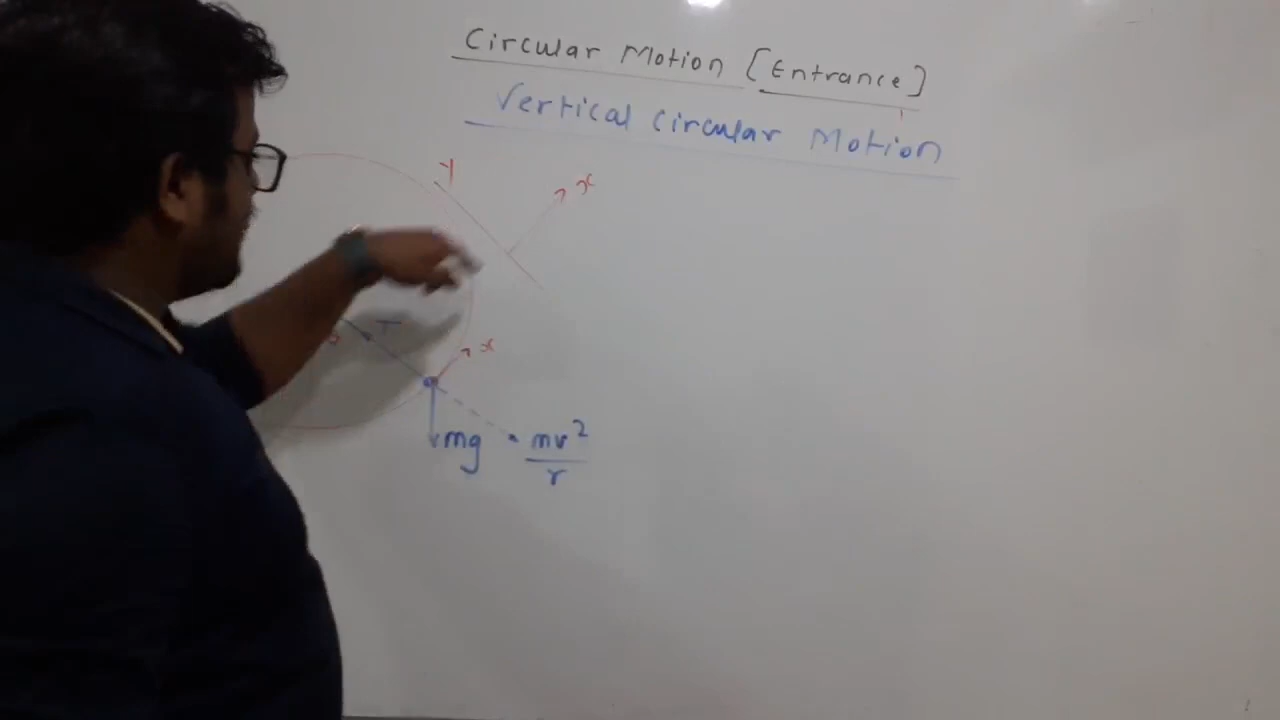 Circular Motion [Entrance]
Vertical Circular Motion
Y
x
T
x
mg
mv²
r